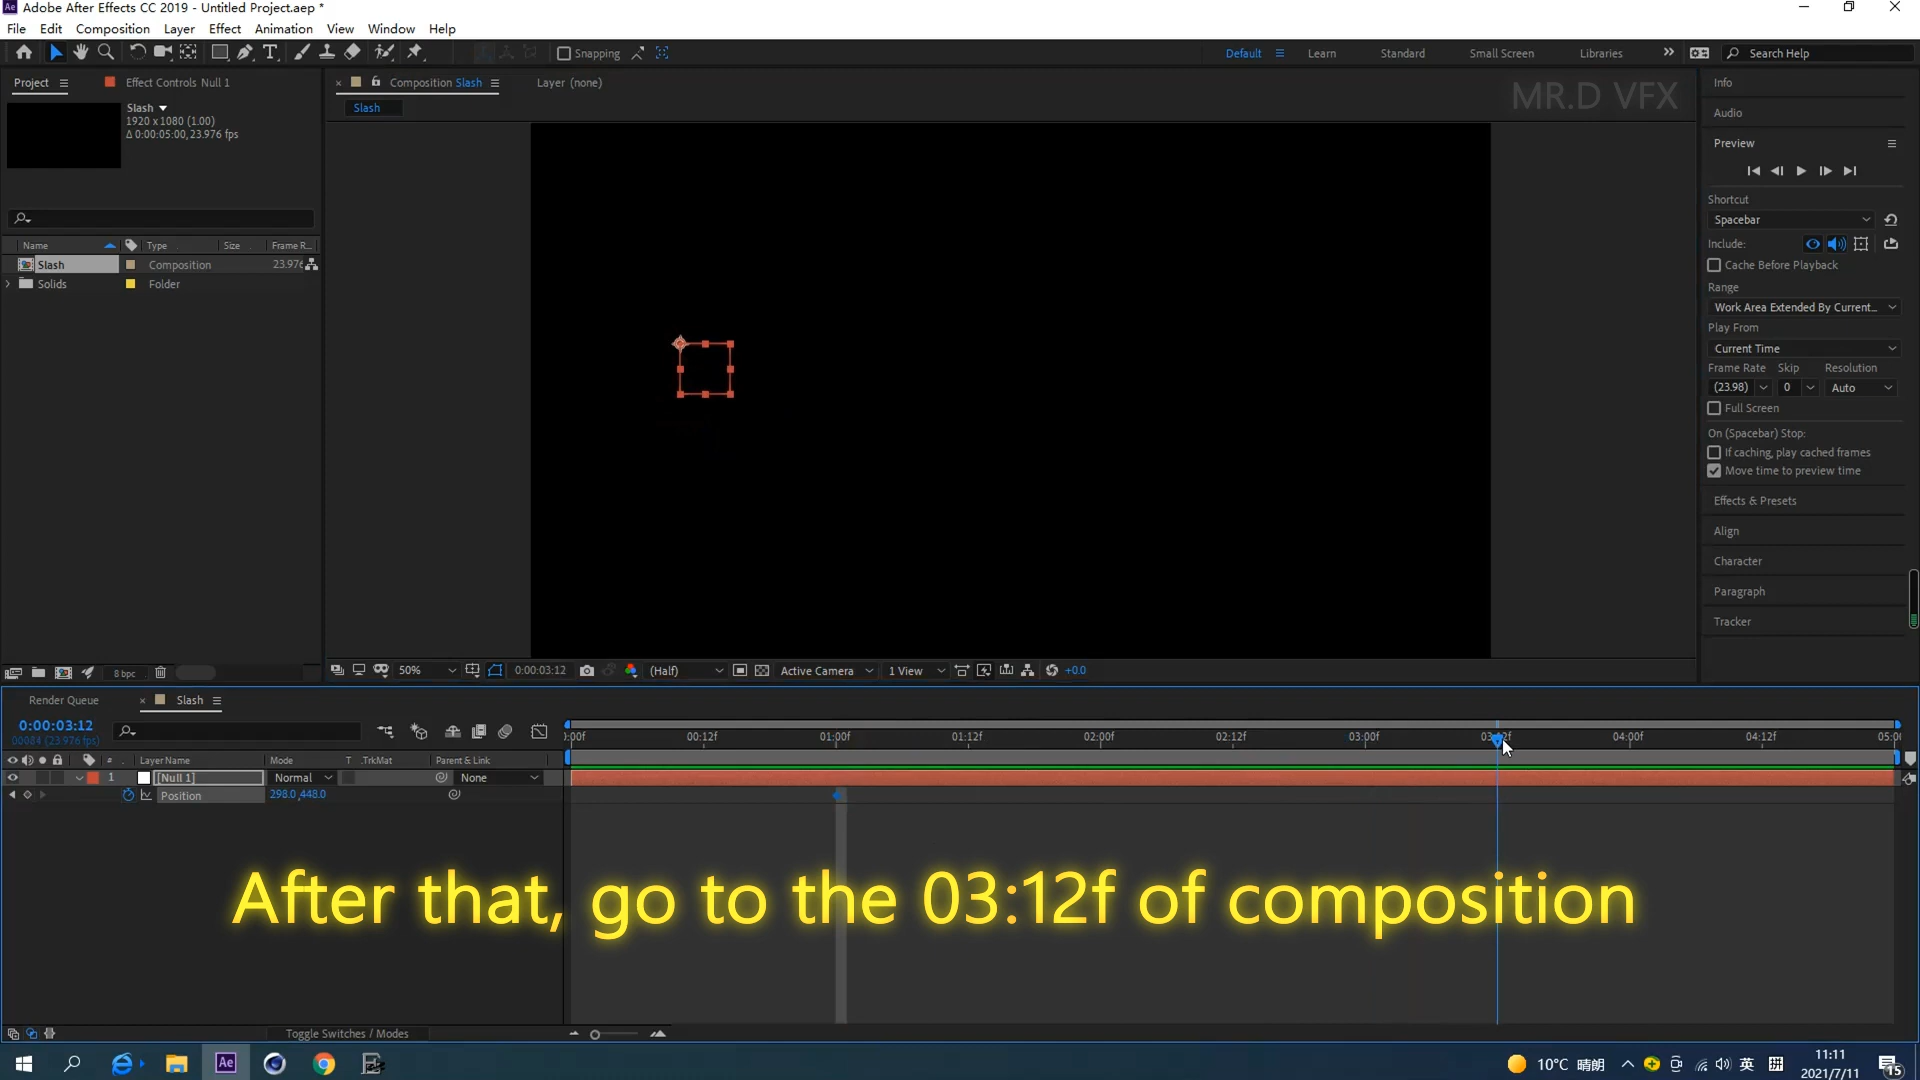 Adobe After Effects CC 2019 - Untitled Project.aep *
File Edit Composition Layer Effect Animation View Window Help
Snapping
Default Learn Standard Small Screen Libraries Search Help
Project Effect Controls Null 1
Composition Slash Layer (none)
Slash
MR.D VFX
Slash
1920 x 1080 (1.00)
Δ 0:00:05:00, 23.976 fps
Name Type Size Frame R...
Slash Composition 23.976
Solids Folder
Info
Audio
Preview
Shortcut
Spacebar
Include:
Cache Before Playback
Range
Work Area Extended By Current...
Play From
Current Time
Frame Rate Skip Resolution
(23.98) 0 Auto
Full Screen
On (Spacebar) Stop:
If caching, play cached frames
Move time to preview time
Effects & Presets
Align
Character
Paragraph
Tracker
8 bpc
50% 0:00:03:12 (Half) Active Camera 1 View +0.0
Render Queue Slash
0:00:03:12
00084 (23.976 fps)
:00f 00:12f 01:00f 01:12f 02:00f 02:12f 03:00f 03:12f 04:00f 04:12f 05:00
# Layer Name Mode T .TrkMat Parent & Link
1 [Null 1] Normal None
Position 298.0,448.0
After that, go to the 03:12f of composition
Toggle Switches / Modes
Ae 10°C 晴朗 英 11:11
2021/7/11 15